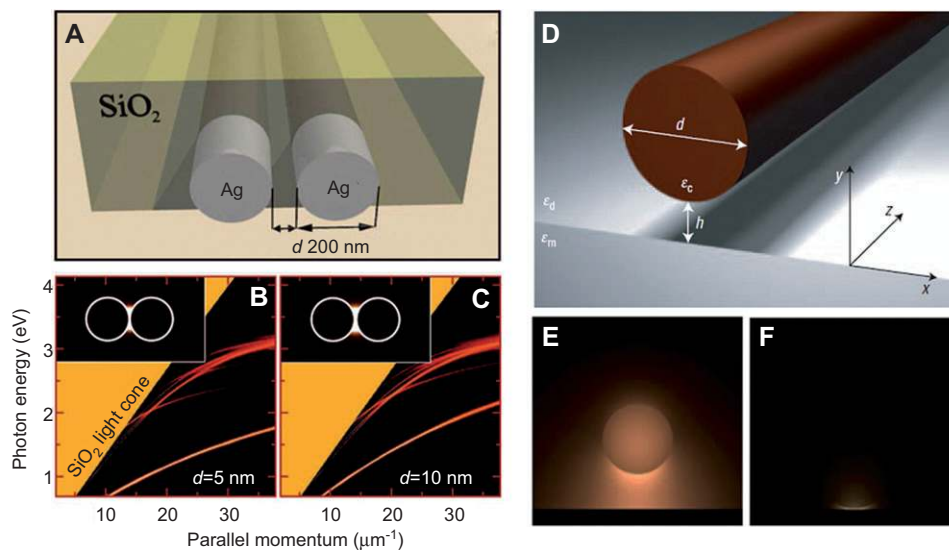 A
SiO₂
Ag
Ag
d 200 nm
B
C
4
3
2
1
Photon energy (eV)
SiO₂ light cone
d=5 nm
d=10 nm
10
20
30
10
20
30
Parallel momentum (μm⁻¹)
D
d
εc
εd
h
εm
y
z
x
E
F